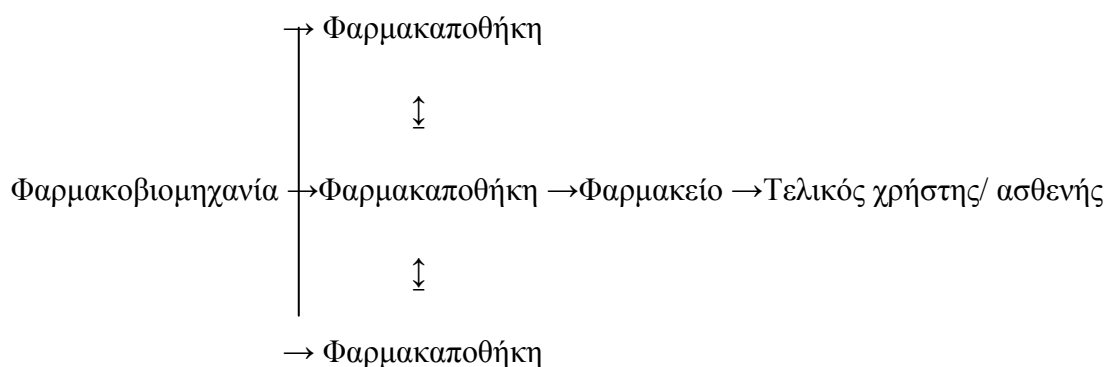 → Φαρμακαποθήκη
↕
Φαρμακοβιομηχανία →Φαρμακαποθήκη →Φαρμακείο →Τελικός χρήστης/ ασθενής
↕
→ Φαρμακαποθήκη